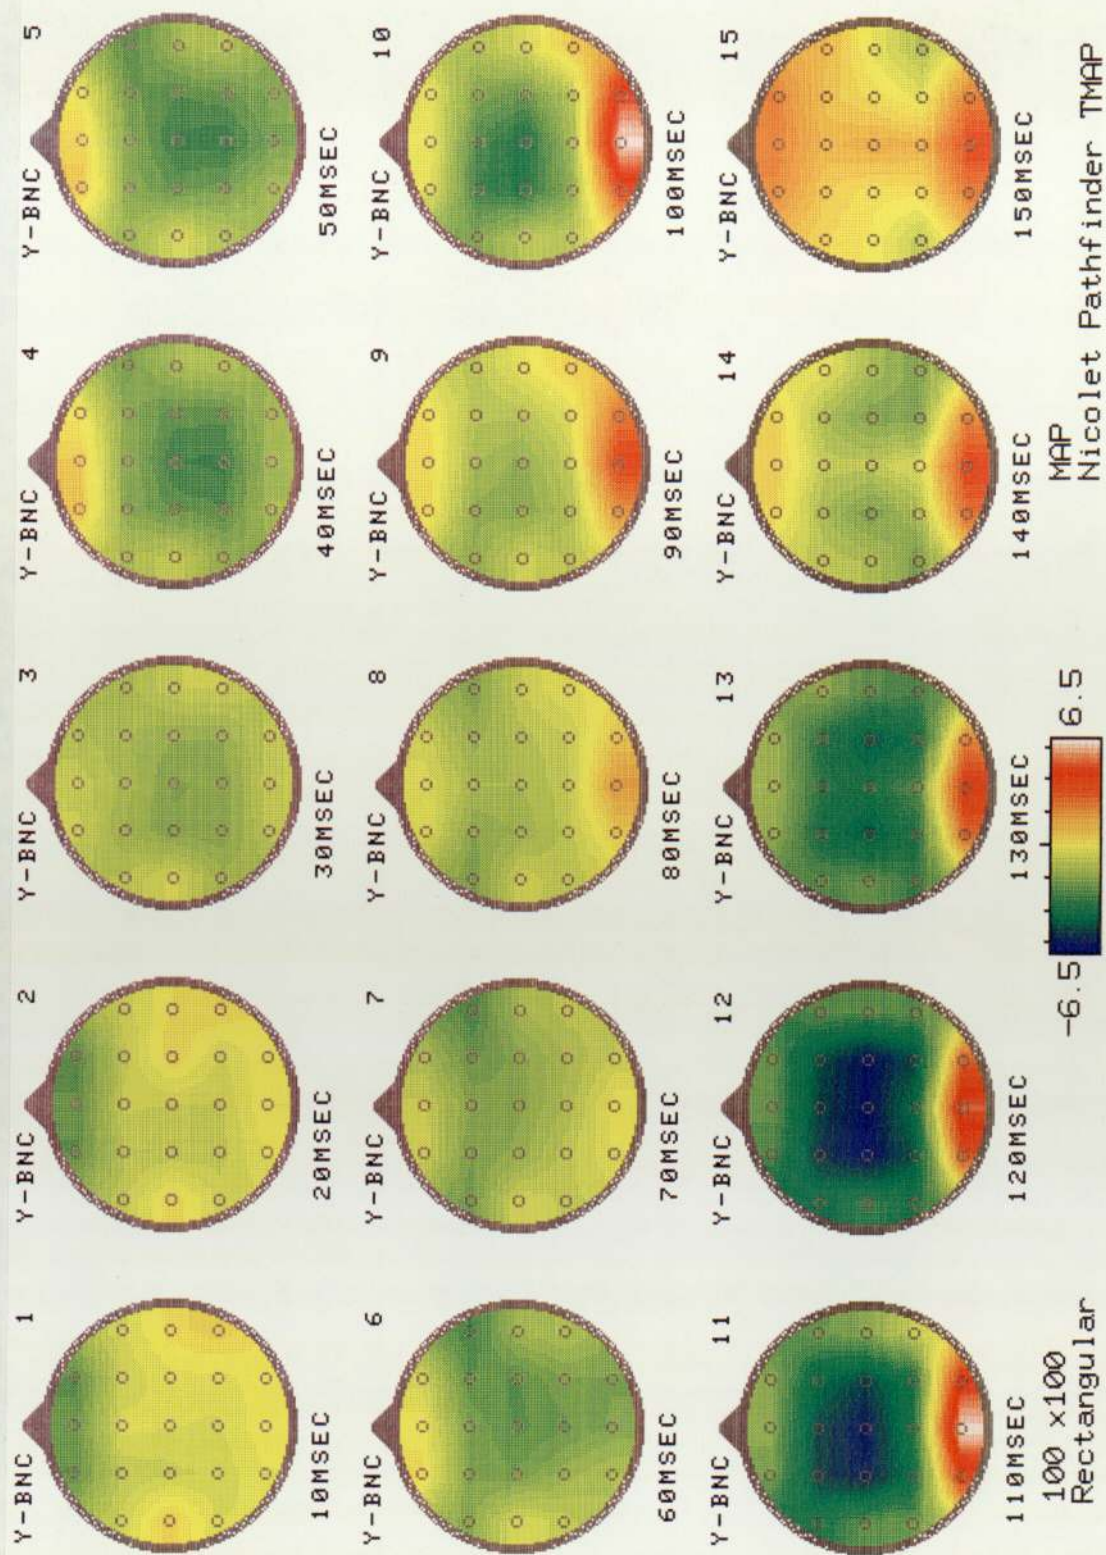 Y-BNC 1
10MSEC
Y-BNC 2
20MSEC
Y-BNC 3
30MSEC
Y-BNC 4
40MSEC
Y-BNC 5
50MSEC
Y-BNC 6
60MSEC
Y-BNC 7
70MSEC
Y-BNC 8
80MSEC
Y-BNC 9
90MSEC
Y-BNC 10
100MSEC
Y-BNC 11
110MSEC
Y-BNC 12
120MSEC
Y-BNC 13
130MSEC
Y-BNC 14
140MSEC
Y-BNC 15
150MSEC
100 x100
Rectangular
-6.5 6.5
MAP
Nicolet Pathfinder TMAP